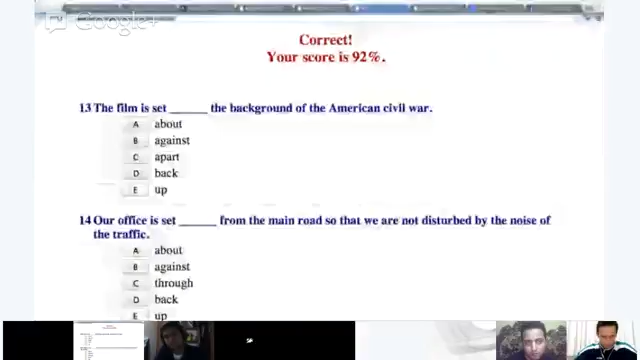 Google+
Correct!
Your score is 92%.
13 The film is set ______ the background of the American civil war.
A about
B against
C apart
D back
E up
14 Our office is set ______ from the main road so that we are not disturbed by the noise of
the traffic.
A about
B against
C through
D back
E up